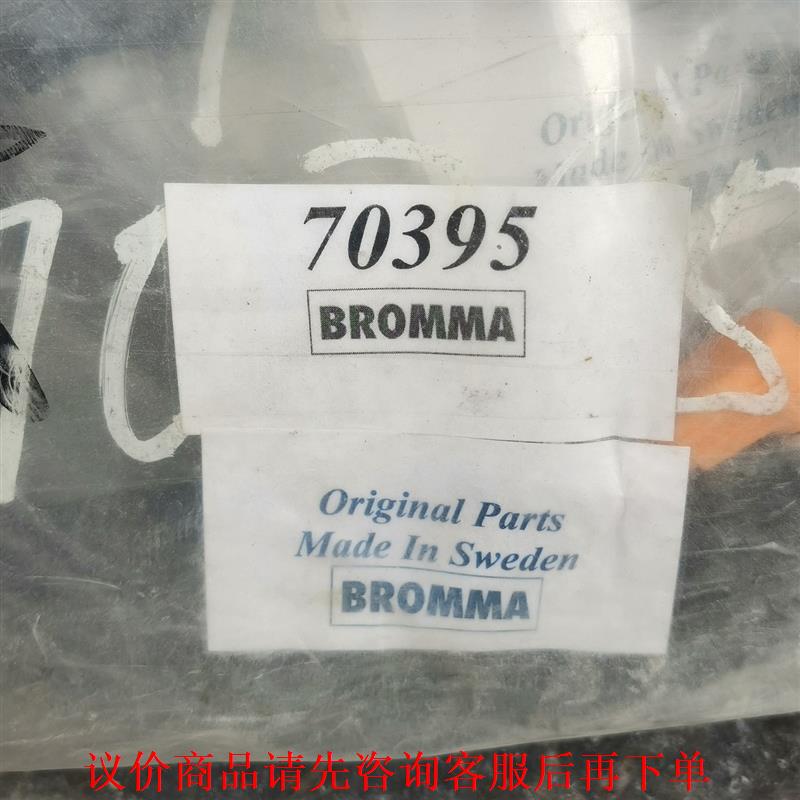 70395
BROMMA
Original Parts
Made In Sweden
BROMMA
议价商品请先咨询客服后再下单